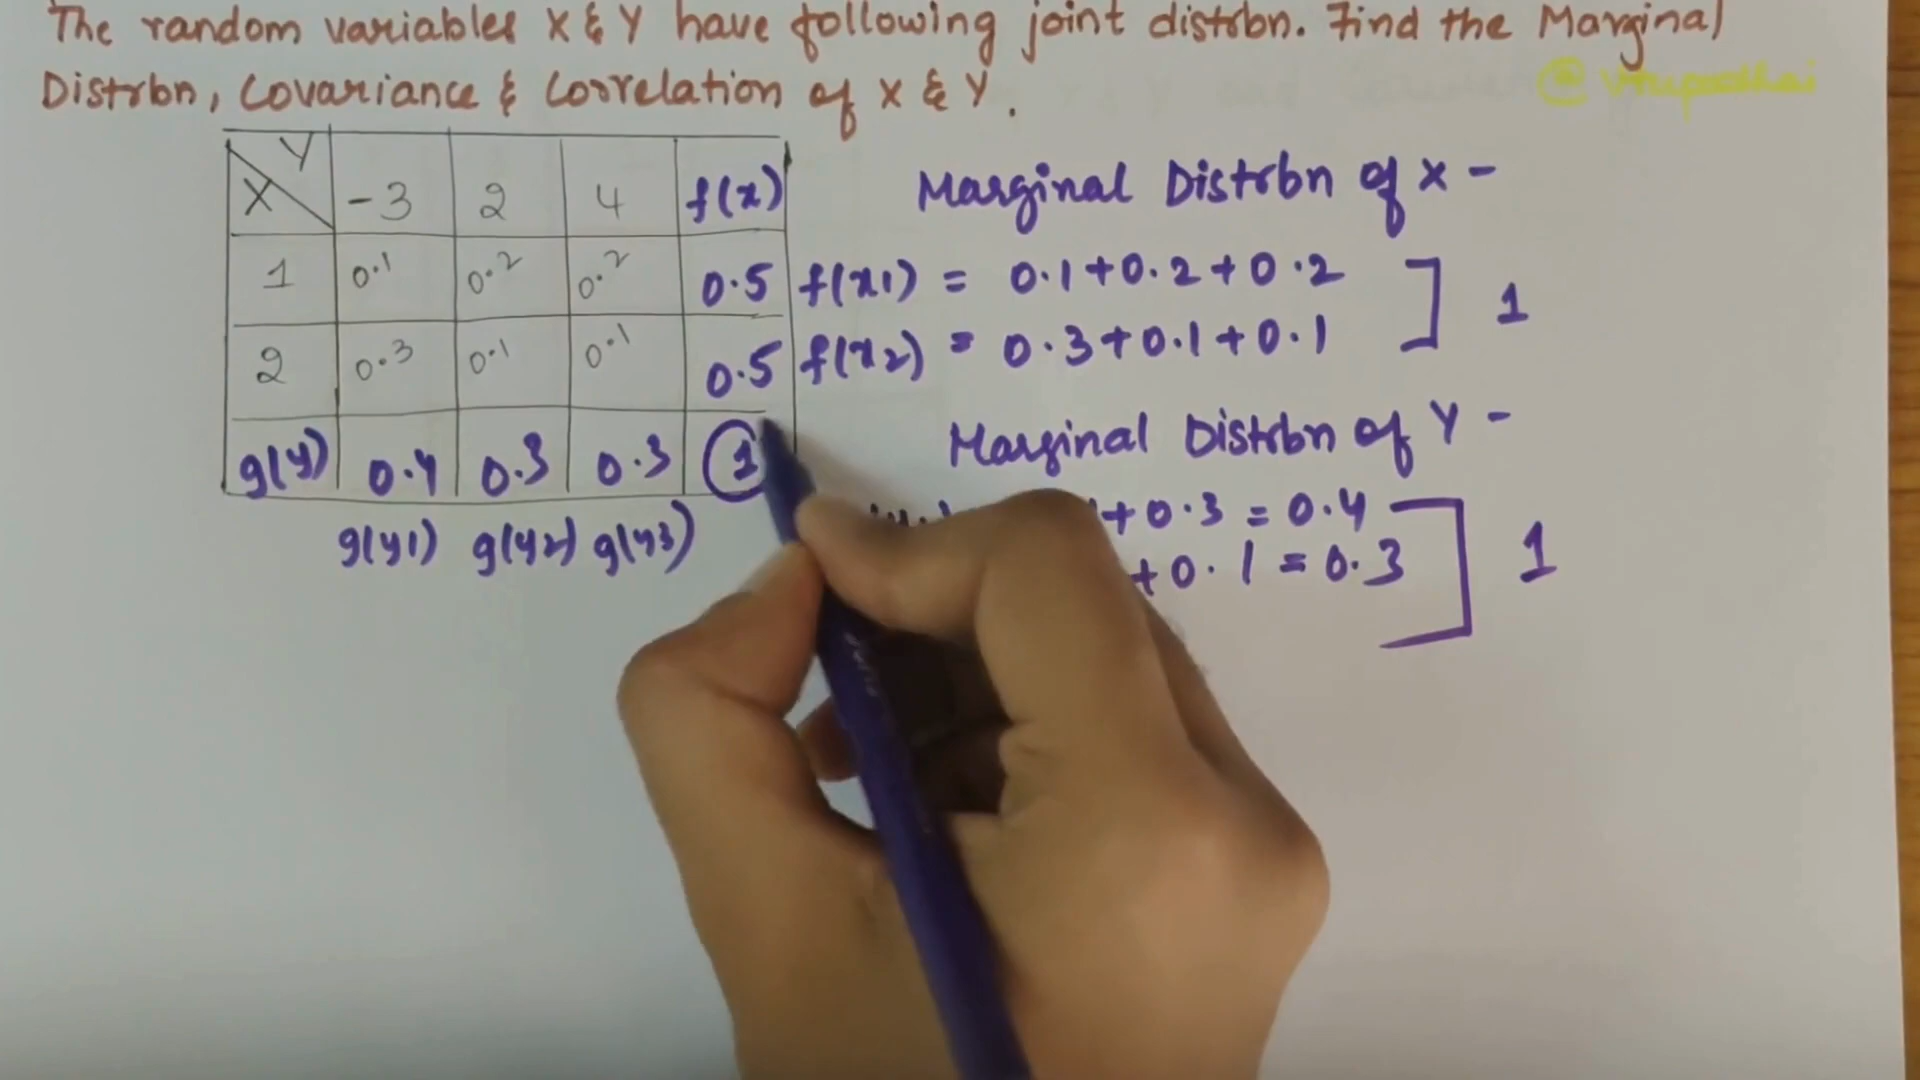 The random variables X & Y have following joint distrbn. Find the Marginal
Distrbn, Covariance & Correlation of X & Y.
Y
X -3 2 4 f(x)
1 0.1 0.2 0.2 0.5
2 0.3 0.1 0.1 0.5
g(y) 0.4 0.3 0.3 1
g(y1) g(y2) g(y3)
Marginal Distrbn of X -
f(x1) = 0.1+0.2+0.2
f(x2) = 0.3+0.1+0.1
1
Marginal Distrbn of Y -
+0.3 = 0.4
+0.1 = 0.3
1